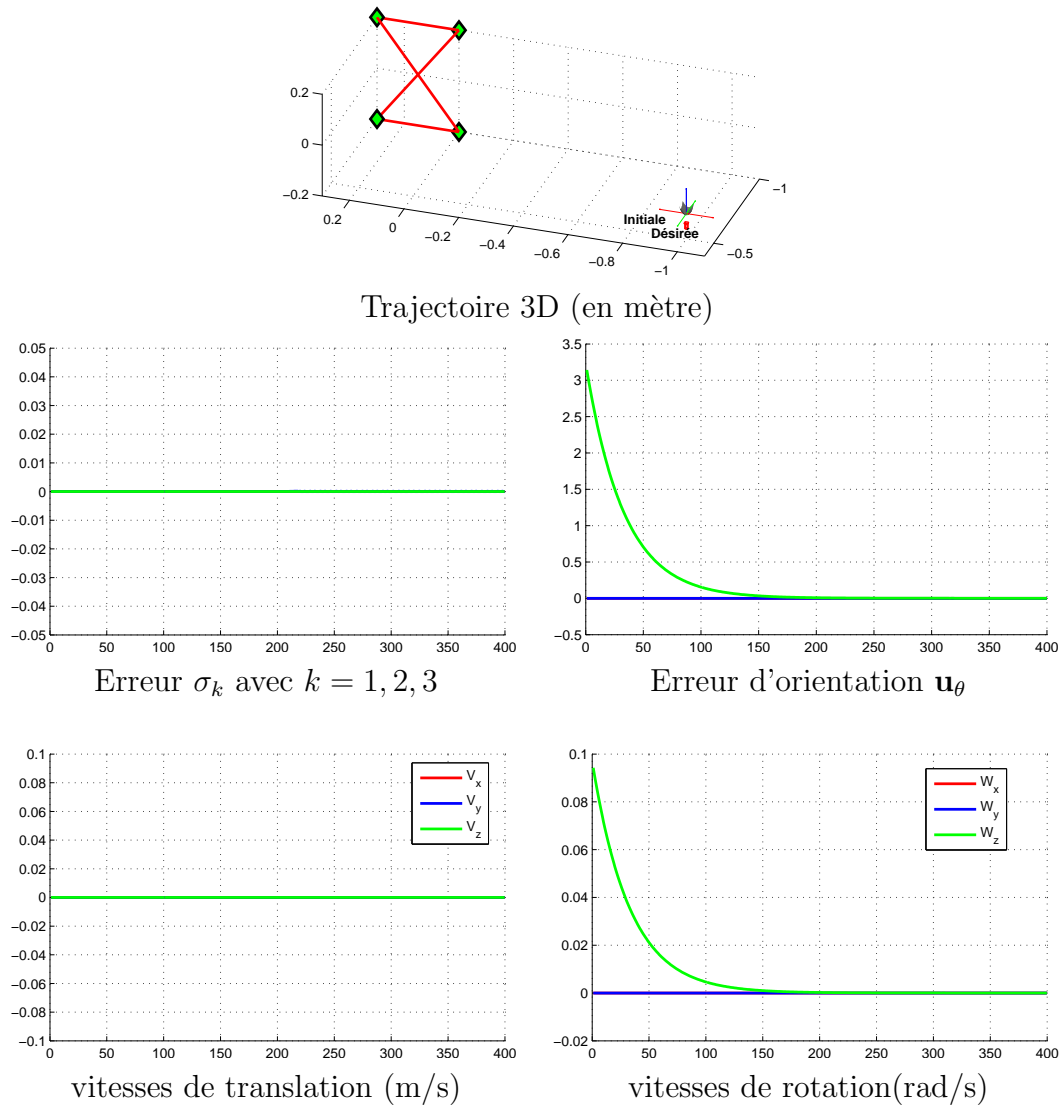 0.2
0
−0.2
0.2
0
−0.2
−0.4
−0.6
−0.8
−1
−0.5
−1
Initiale
Désirée
Trajectoire 3D (en mètre)
0.05
0.04
0.03
0.02
0.01
0
−0.01
−0.02
−0.03
−0.04
−0.05
0 50 100 150 200 250 300 350 400
Erreur σk avec k = 1, 2, 3
3.5
3
2.5
2
1.5
1
0.5
0
−0.5
0 50 100 150 200 250 300 350 400
Erreur d'orientation uθ
0.1
0.08
0.06
0.04
0.02
0
−0.02
−0.04
−0.06
−0.08
−0.1
0 50 100 150 200 250 300 350 400
V_x
V_y
V_z
vitesses de translation (m/s)
0.1
0.08
0.06
0.04
0.02
0
−0.02
0 50 100 150 200 250 300 350 400
W_x
W_y
W_z
vitesses de rotation(rad/s)